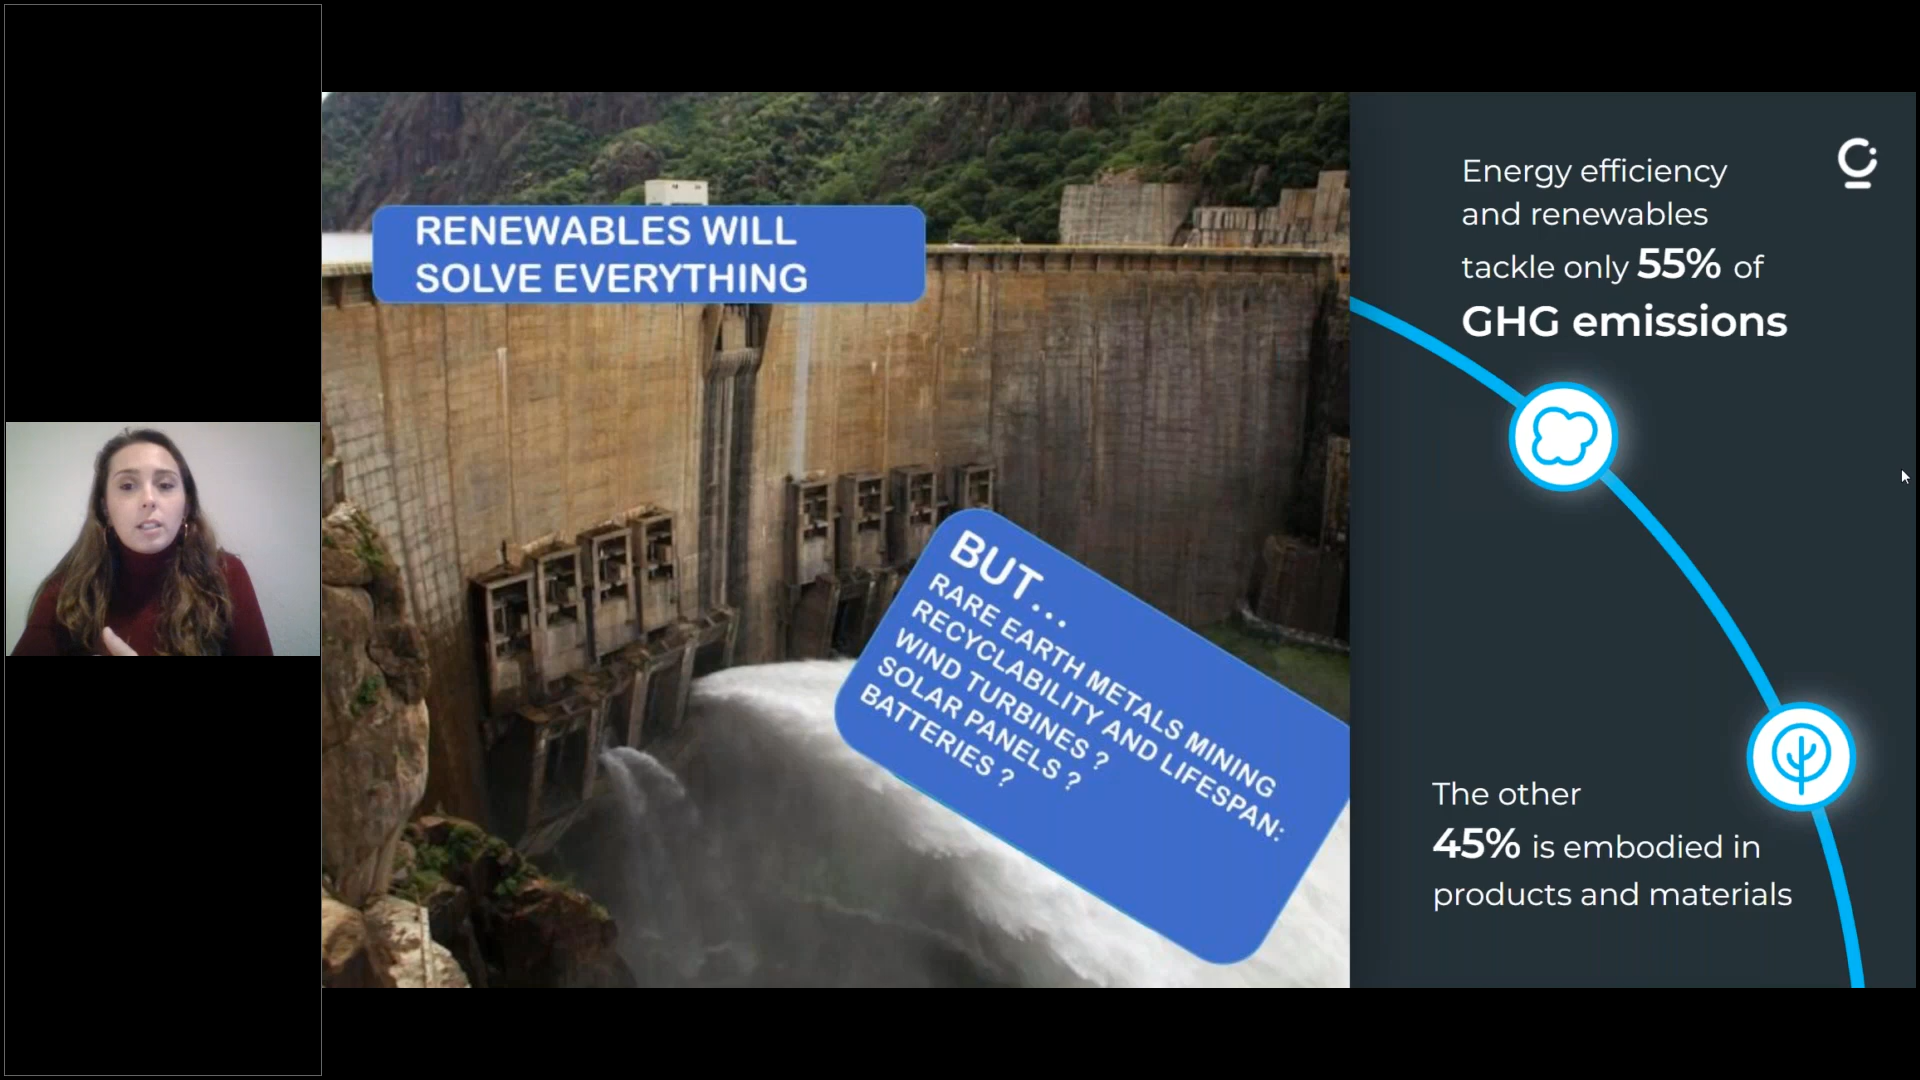 RENEWABLES WILL
SOLVE EVERYTHING
BUT...
RARE EARTH METALS MINING
RECYCLABILITY AND LIFESPAN:
WIND TURBINES ?
SOLAR PANELS ?
BATTERIES ?
Energy efficiency
and renewables
tackle only 55% of
GHG emissions
The other
45% is embodied in
products and materials